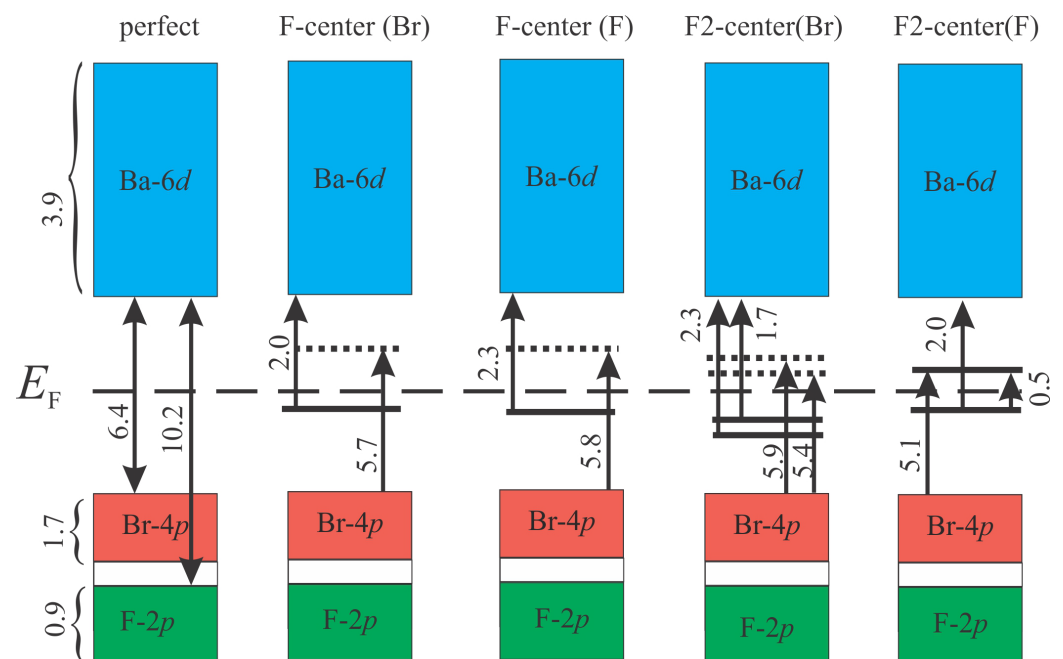 perfect
F-center (Br)
F-center (F)
F2-center(Br)
F2-center(F)
3.9
Ba-6d
Ba-6d
Ba-6d
Ba-6d
Ba-6d
2.0
2.3
2.3
1.7
2.0
EF
6.4
10.2
5.7
5.8
5.9
5.4
5.1
0.5
1.7
Br-4p
Br-4p
Br-4p
Br-4p
Br-4p
0.9
F-2p
F-2p
F-2p
F-2p
F-2p